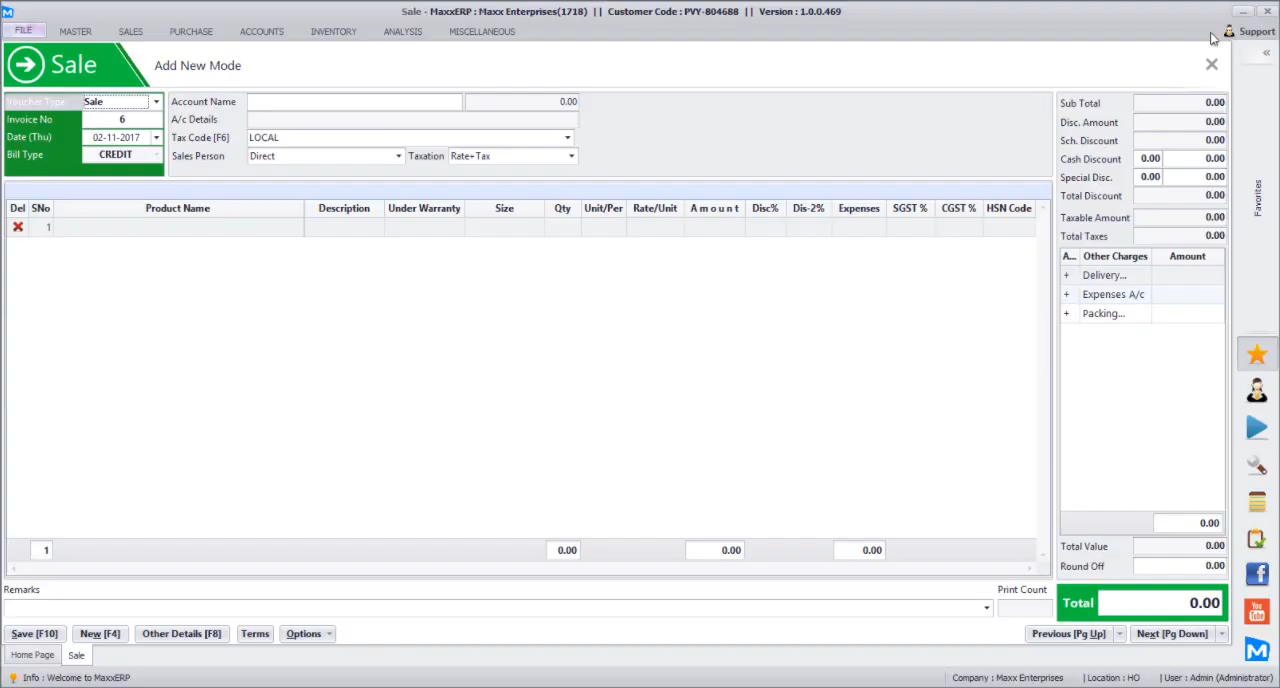 Sale - MaxxERP : Maxx Enterprises(1718) || Customer Code : PVY-804688 || Version : 1.0.0.469
FILE MASTER SALES PURCHASE ACCOUNTS INVENTORY ANALYSIS MISCELLANEOUS Support
Sale Add New Mode
Voucher Type Sale Account Name 0.00 Sub Total 0.00
Invoice No 6 A/c Details Disc. Amount 0.00
Date (Thu) 02-11-2017 Tax Code [F6] LOCAL Sch. Discount 0.00
Bill Type CREDIT Sales Person Direct Taxation Rate+Tax Cash Discount 0.00 0.00
Special Disc. 0.00 0.00
Total Discount 0.00
Favorites
Del SNo Product Name Description Under Warranty Size Qty Unit/Per Rate/Unit Amount Disc% Dis-2% Expenses SGST % CGST % HSN Code
1
Taxable Amount 0.00
Total Taxes 0.00
A... Other Charges Amount
+ Delivery...
+ Expenses A/c
+ Packing...
0.00
1 0.00 0.00 0.00
Total Value 0.00
Round Off 0.00
Remarks Print Count
Total 0.00
You Tube
Save [F10] New [F4] Other Details [F8] Terms Options Previous [Pg Up] Next [Pg Down]
Home Page Sale
Info : Welcome to MaxxERP Company : Maxx Enterprises | Location : HO | User : Admin (Administrator)